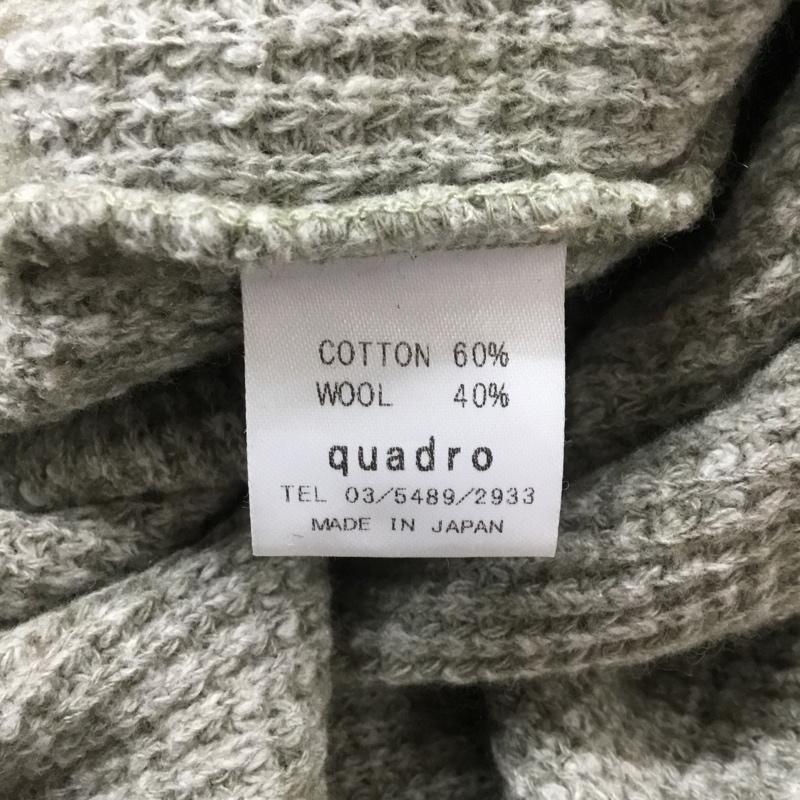 COTTON 60%
WOOL 40%
quadro
TEL 03/5489/2933
MADE IN JAPAN